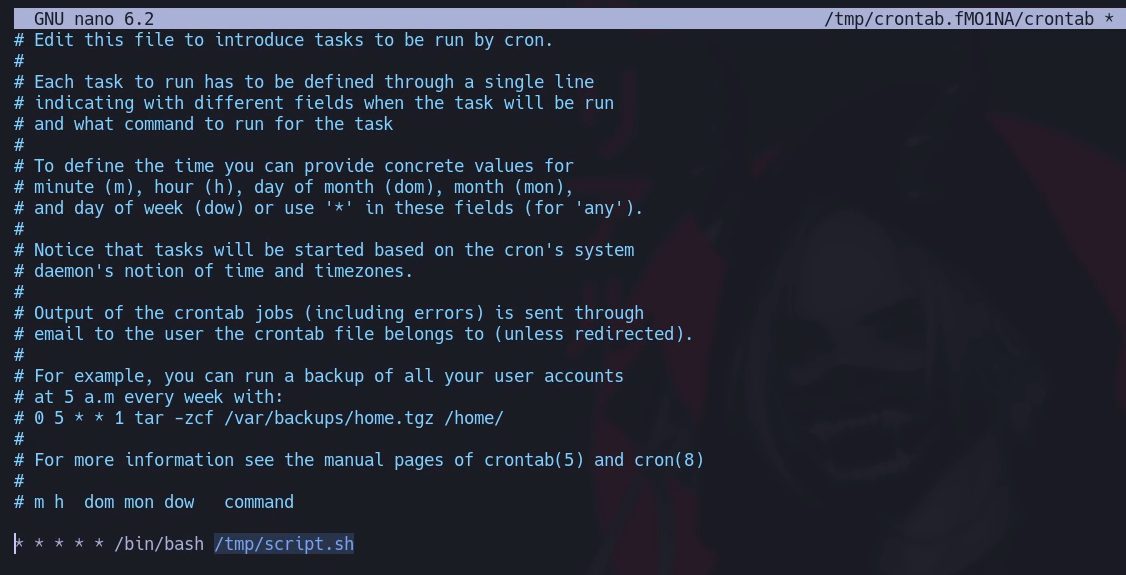 GNU nano 6.2 /tmp/crontab.fMO1NA/crontab *
# Edit this file to introduce tasks to be run by cron.
#
# Each task to run has to be defined through a single line
# indicating with different fields when the task will be run
# and what command to run for the task
#
# To define the time you can provide concrete values for
# minute (m), hour (h), day of month (dom), month (mon),
# and day of week (dow) or use '*' in these fields (for 'any').
#
# Notice that tasks will be started based on the cron's system
# daemon's notion of time and timezones.
#
# Output of the crontab jobs (including errors) is sent through
# email to the user the crontab file belongs to (unless redirected).
#
# For example, you can run a backup of all your user accounts
# at 5 a.m every week with:
# 0 5 * * 1 tar -zcf /var/backups/home.tgz /home/
#
# For more information see the manual pages of crontab(5) and cron(8)
#
# m h  dom mon dow   command
* * * * * /bin/bash /tmp/script.sh